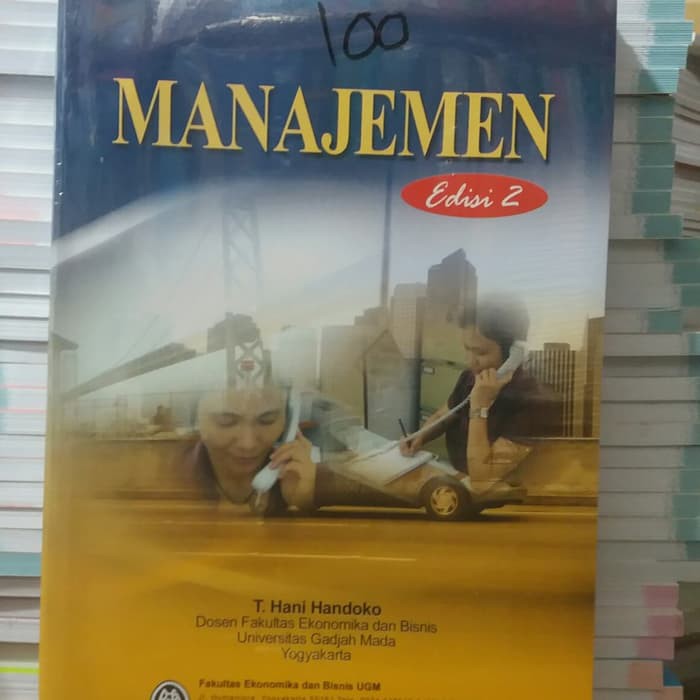 100
MANAJEMEN
Edisi 2
T. Hani Handoko
Dosen Fakultas Ekonomika dan Bisnis
Universitas Gadjah Mada
Yogyakarta
Fakultas Ekonomika dan Bisnis UGM